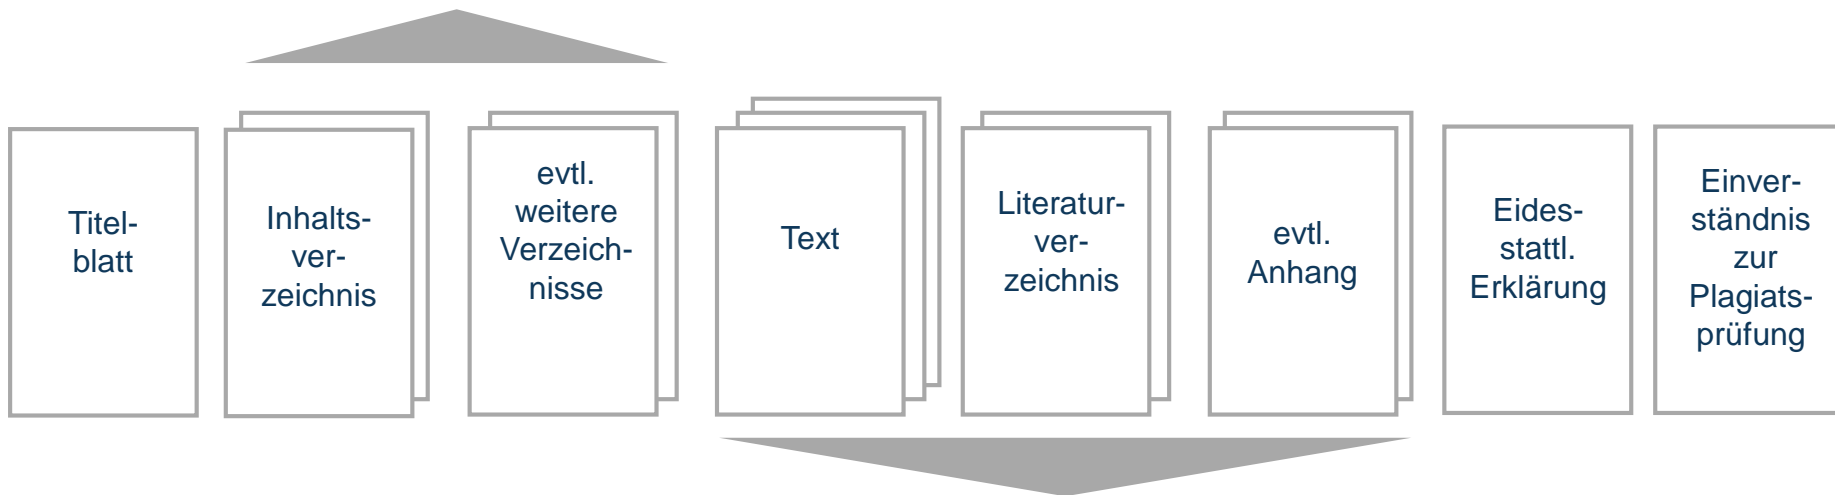 Titel-
blatt
Inhalts-
ver-
zeichnis
evtl.
weitere
Verzeich-
nisse
Text
Literatur-
ver-
zeichnis
evtl.
Anhang
Eides-
stattl.
Erklärung
Einver-
ständnis
zur
Plagiats-
prüfung